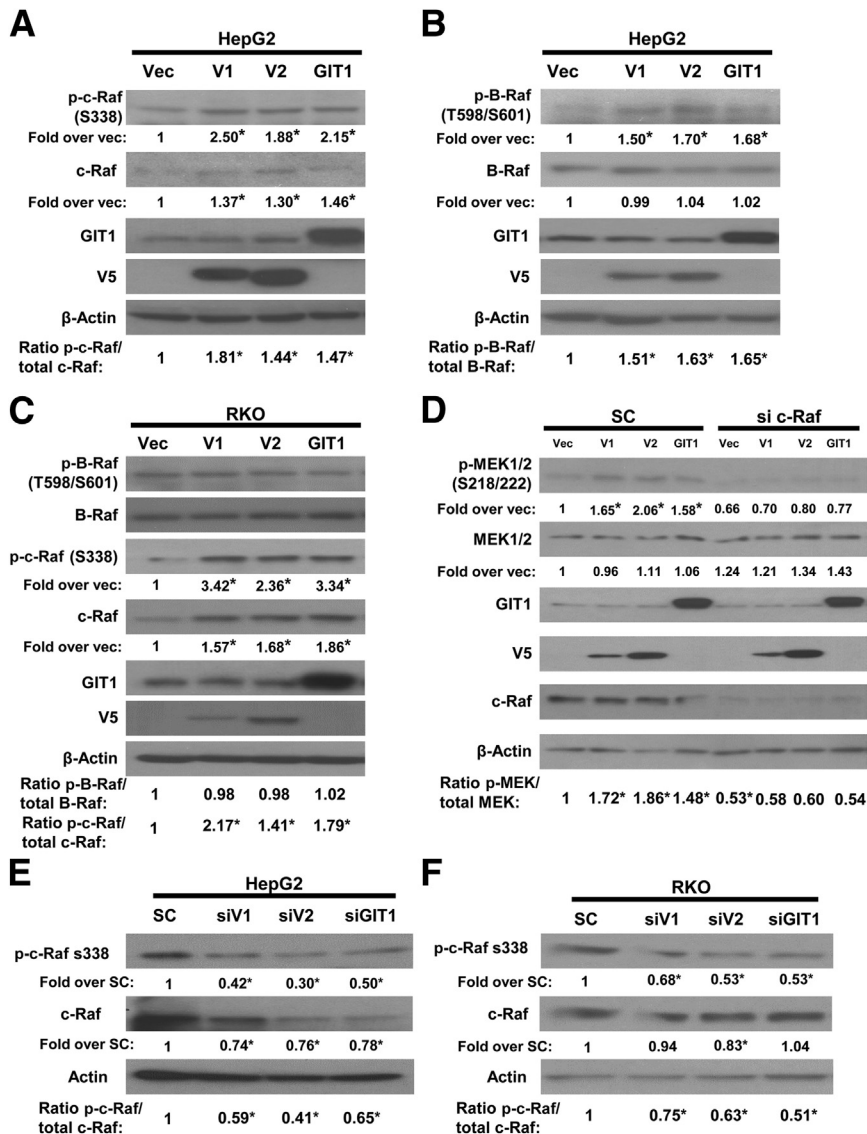 A
HepG2
Vec V1 V2 GIT1
p-c-Raf
(S338)
Fold over vec: 1 2.50* 1.88* 2.15*
c-Raf
Fold over vec: 1 1.37* 1.30* 1.46*
GIT1
V5
β-Actin
Ratio p-c-Raf/
total c-Raf: 1 1.81* 1.44* 1.47*
B
HepG2
Vec V1 V2 GIT1
p-B-Raf
(T598/S601)
Fold over vec: 1 1.50* 1.70* 1.68*
B-Raf
Fold over vec: 1 0.99 1.04 1.02
GIT1
V5
β-Actin
Ratio p-B-Raf/
total B-Raf: 1 1.51* 1.63* 1.65*
C
RKO
Vec V1 V2 GIT1
p-B-Raf
(T598/S601)
B-Raf
p-c-Raf (S338)
Fold over vec: 1 3.42* 2.36* 3.34*
c-Raf
Fold over vec: 1 1.57* 1.68* 1.86*
GIT1
V5
β-Actin
Ratio p-B-Raf/
total B-Raf: 1 0.98 0.98 1.02
Ratio p-c-Raf/
total c-Raf: 1 2.17* 1.41* 1.79*
D
SC si c-Raf
Vec V1 V2 GIT1 Vec V1 V2 GIT1
p-MEK1/2
(S218/222)
Fold over vec: 1 1.65* 2.06* 1.58* 0.66 0.70 0.80 0.77
MEK1/2
Fold over vec: 1 0.96 1.11 1.06 1.24 1.21 1.34 1.43
GIT1
V5
c-Raf
β-Actin
Ratio p-MEK/
total MEK: 1 1.72* 1.86* 1.48* 0.53* 0.58 0.60 0.54
E
HepG2
SC siV1 siV2 siGIT1
p-c-Raf s338
Fold over SC: 1 0.42* 0.30* 0.50*
c-Raf
Fold over SC: 1 0.74* 0.76* 0.78*
Actin
Ratio p-c-Raf/
total c-Raf: 1 0.59* 0.41* 0.65*
F
RKO
SC siV1 siV2 siGIT1
p-c-Raf s338
Fold over SC: 1 0.68* 0.53* 0.53*
c-Raf
Fold over SC: 1 0.94 0.83* 1.04
Actin
Ratio p-c-Raf/
total c-Raf: 1 0.75* 0.63* 0.51*